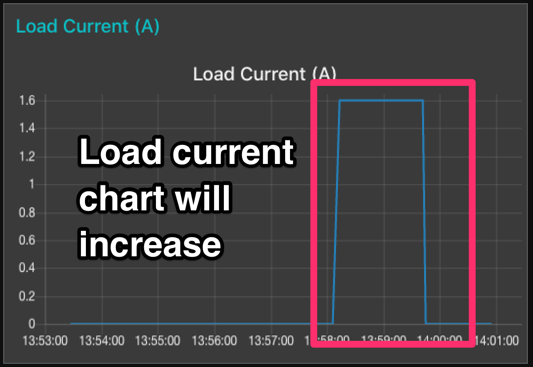 Load Current (A)
Load Current (A)
1.6
1.4
1.2
1
0.8
0.6
0.4
0.2
0
Load current
chart will
increase
13:53:00 13:54:00 13:55:00 13:56:00 13:57:00 13:58:00 13:59:00 14:00:00 14:01:00